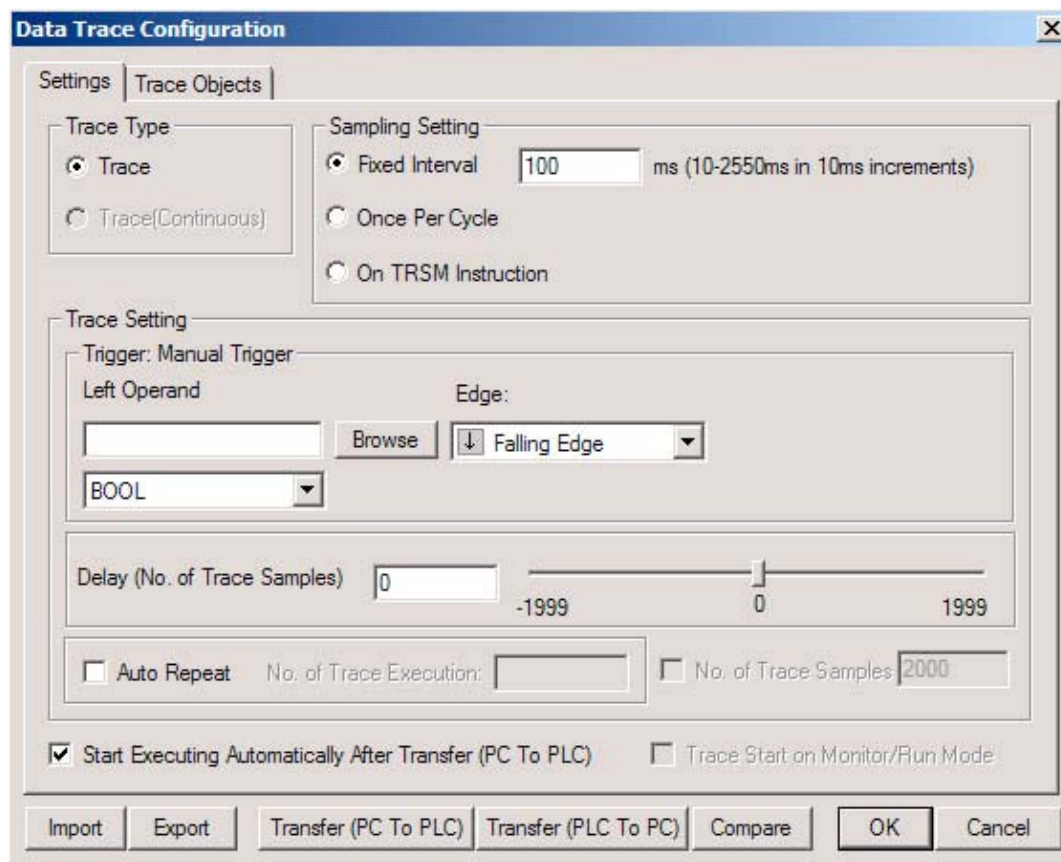 Data Trace Configuration
Settings
Trace Objects
Trace Type
Trace
Trace(Continuous)
Sampling Setting
Fixed Interval 100 ms (10-2550ms in 10ms increments)
Once Per Cycle
On TRSM Instruction
Trace Setting
Trigger: Manual Trigger
Left Operand
Edge:
Browse
Falling Edge
BOOL
Delay (No. of Trace Samples) 0
-1999 0 1999
Auto Repeat No. of Trace Execution:
No. of Trace Samples 2000
Start Executing Automatically After Transfer (PC To PLC)
Trace Start on Monitor/Run Mode
Import
Export
Transfer (PC To PLC)
Transfer (PLC To PC)
Compare
OK
Cancel